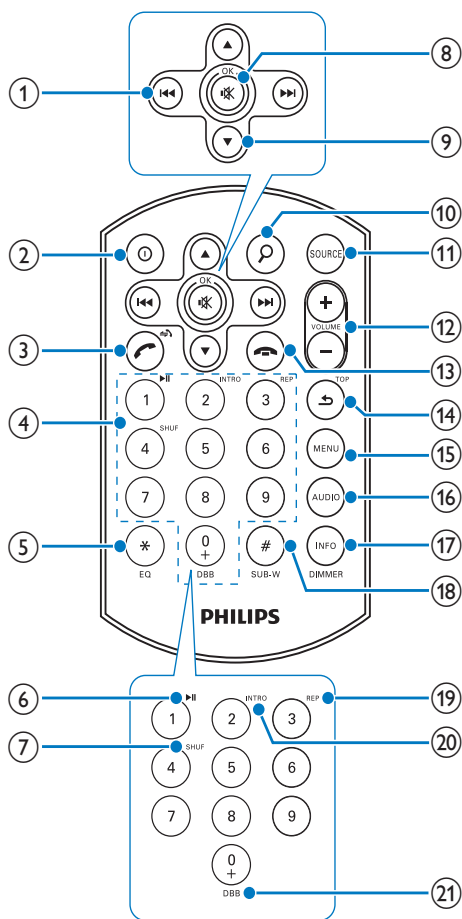 OK
①
⑧
⑨
⑩
②
SOURCE
⑪
OK
+
VOLUME
−
⑫
③
⑬
TOP
⑭
④
1
INTRO
2
REP
3
SHUF
4
5
6
MENU
⑮
7
8
9
AUDIO
⑯
⑤
*
0
+
#
INFO
⑰
EQ
DBB
SUB-W
DIMMER
⑱
PHILIPS
⑥
1
INTRO
2
REP
3
⑲
⑳
⑦
SHUF
4
5
6
7
8
9
0
+
DBB
㉑